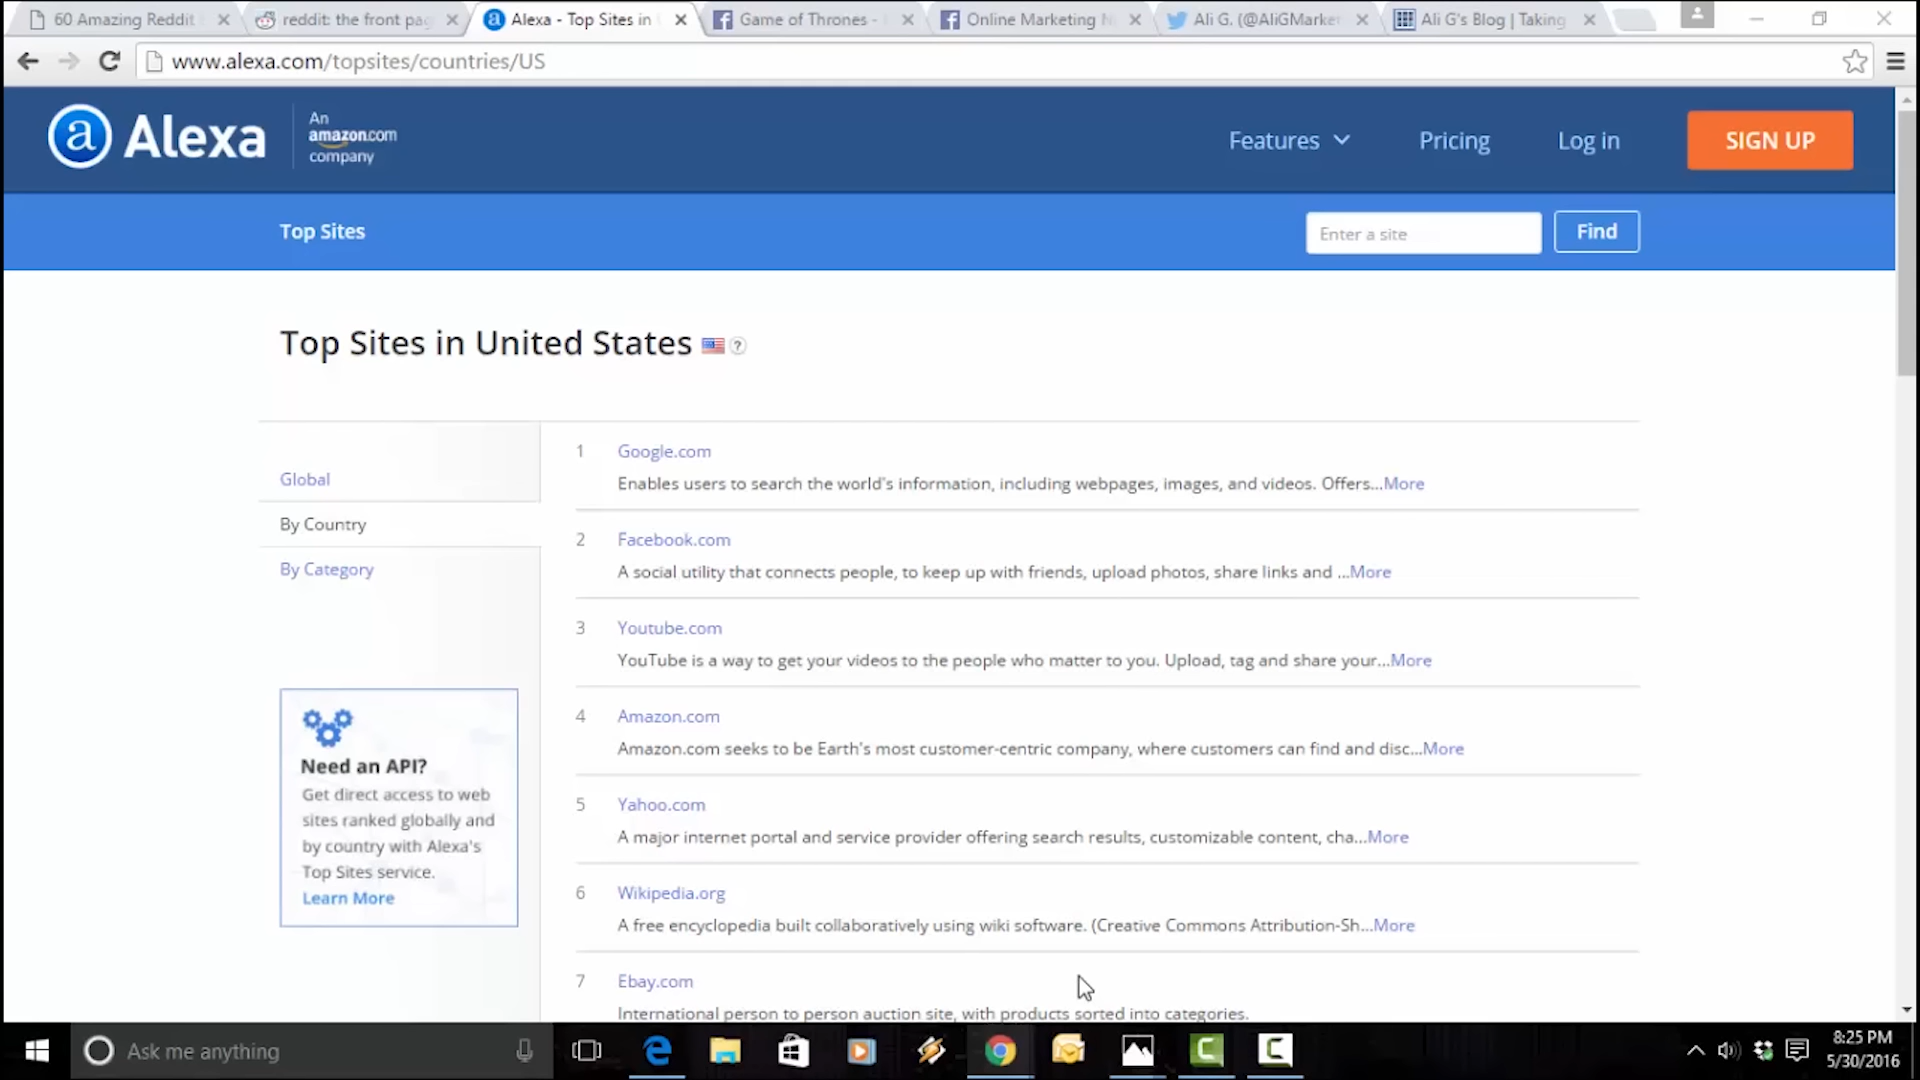 60 Amazing Reddit
reddit: the front pag
Alexa - Top Sites in
Game of Thrones -
Online Marketing N
Ali G. (@AliGMarket
Ali G's Blog | Taking
www.alexa.com/topsites/countries/US
a Alexa
An
amazon.com
company
Features
Pricing
Log in
SIGN UP
Top Sites
Enter a site
Find
Top Sites in United States ?
Global
By Country
By Category
Need an API?
Get direct access to web
sites ranked globally and
by country with Alexa's
Top Sites service.
Learn More
1 Google.com
Enables users to search the world's information, including webpages, images, and videos. Offers...More
2 Facebook.com
A social utility that connects people, to keep up with friends, upload photos, share links and ...More
3 Youtube.com
YouTube is a way to get your videos to the people who matter to you. Upload, tag and share your...More
4 Amazon.com
Amazon.com seeks to be Earth's most customer-centric company, where customers can find and disc...More
5 Yahoo.com
A major internet portal and service provider offering search results, customizable content, cha...More
6 Wikipedia.org
A free encyclopedia built collaboratively using wiki software. (Creative Commons Attribution-Sh...More
7 Ebay.com
International person to person auction site, with products sorted into categories.
Ask me anything
8:25 PM
5/30/2016